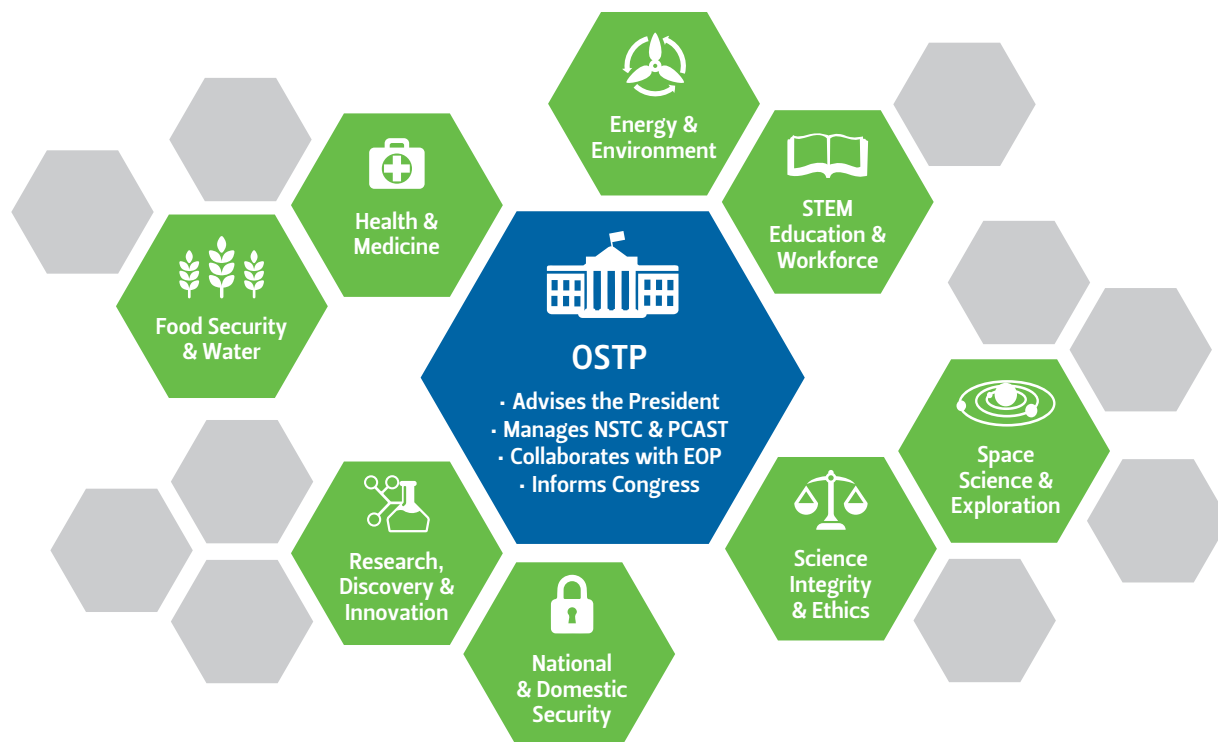 Energy &
Environment
STEM
Education &
Workforce
Health &
Medicine
Food Security
& Water
OSTP
· Advises the President
· Manages NSTC & PCAST
· Collaborates with EOP
· Informs Congress
Space
Science &
Exploration
Science
Integrity
& Ethics
Research,
Discovery &
Innovation
National
& Domestic
Security